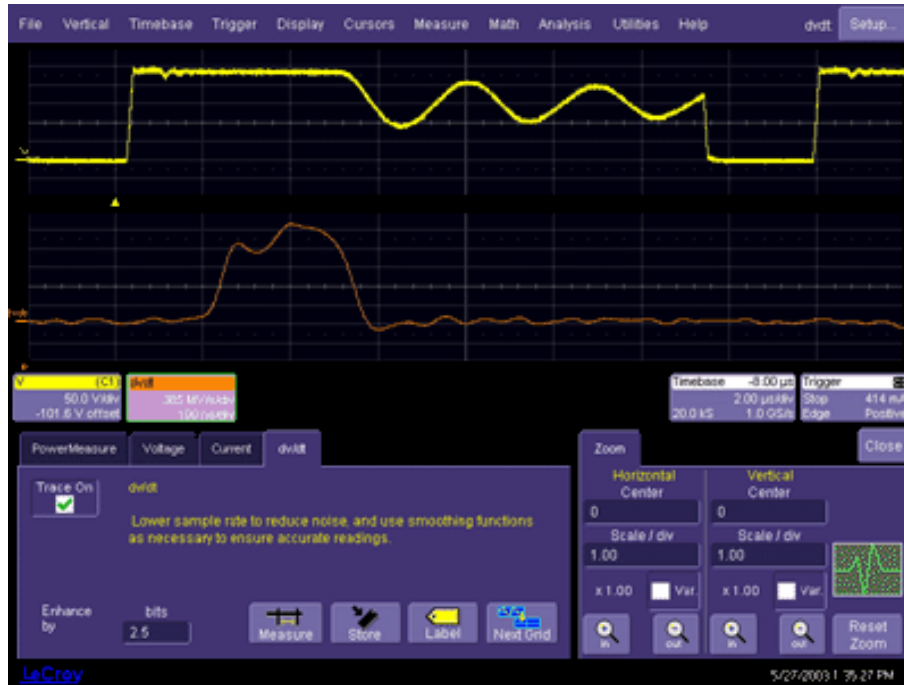 File Vertical Timebase Trigger Display Cursors Measure Math Analysis Utilities Help dvdt Setup...
V (C1)
50.0 V/div
-101.6 V offset
dv/dt
100 ns/div
Timebase -8.00 µs
2.00 µs/div
20.0 kS 1.0 GS/s
Trigger
Stop 414 mA
Edge Positive
PowerMeasure Voltage Current dv/dt
Trace On
dv/dt
Lower sample rate to reduce noise, and use smoothing functions
as necessary to ensure accurate readings.
Enhance
by
bits
2.5
Measure Store Label Next Grid
Zoom
Close
Horizontal Vertical
Center Center
0 0
Scale / div Scale / div
1.00 1.00
x 1.00 Var. x 1.00 Var.
in out in out
Reset
Zoom
LeCroy
5/27/2003 1:35:27 PM